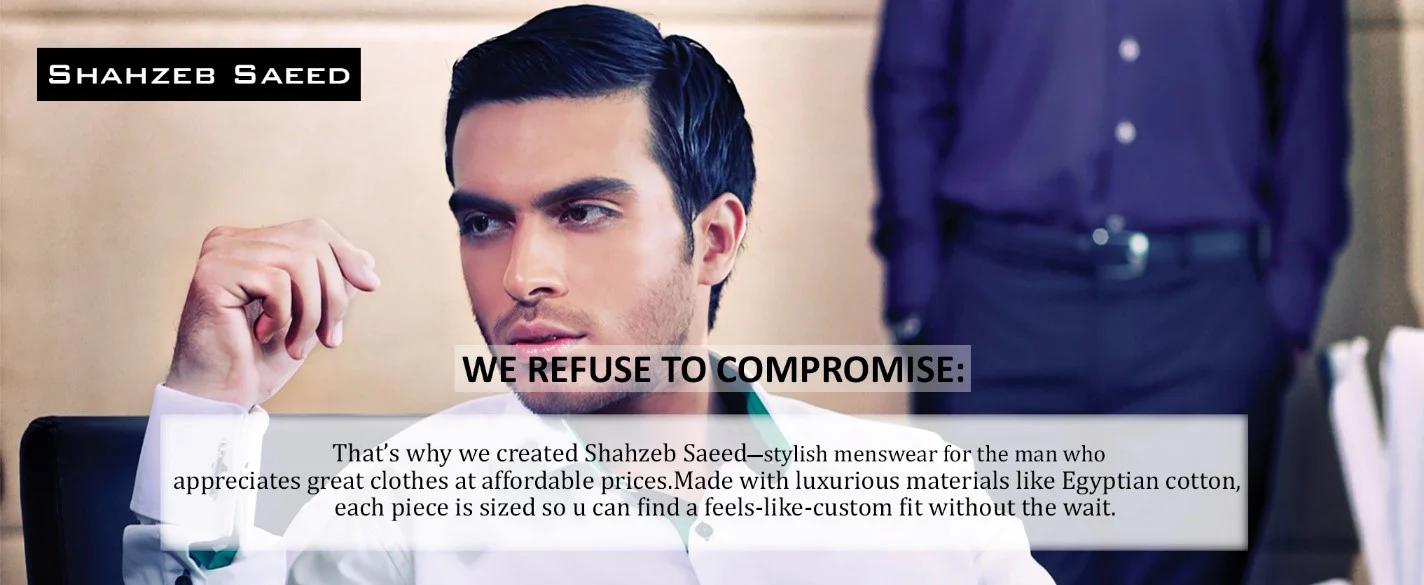 SHAHZEB SAEED
WE REFUSE TO COMPROMISE:
That’s why we created Shahzeb Saeed—stylish menswear for the man who
appreciates great clothes at affordable prices.Made with luxurious materials like Egyptian cotton,
each piece is sized so u can find a feels-like-custom fit without the wait.